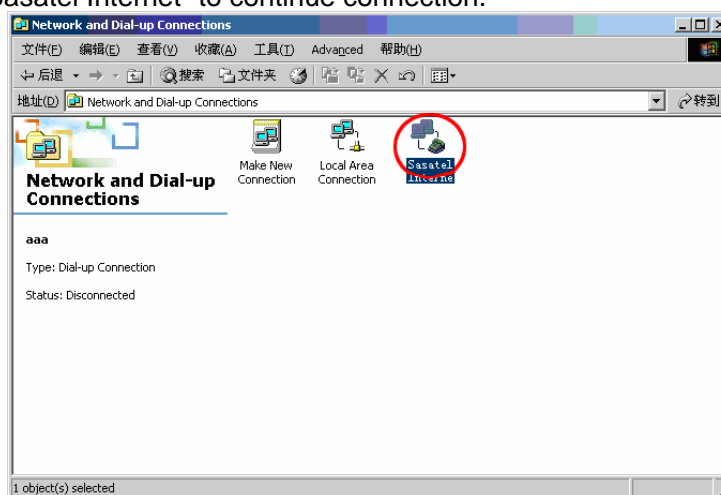 Sasatel Internet" to continue connection.
Network and Dial-up Connections
文件(F) 编辑(E) 查看(V) 收藏(A) 工具(T) Advanced 帮助(H)
后退 搜索 文件夹
地址(D) Network and Dial-up Connections 转到
Make New Connection
Local Area Connection
Sasatel Interne
Network and Dial-up Connections
aaa
Type: Dial-up Connection
Status: Disconnected
1 object(s) selected